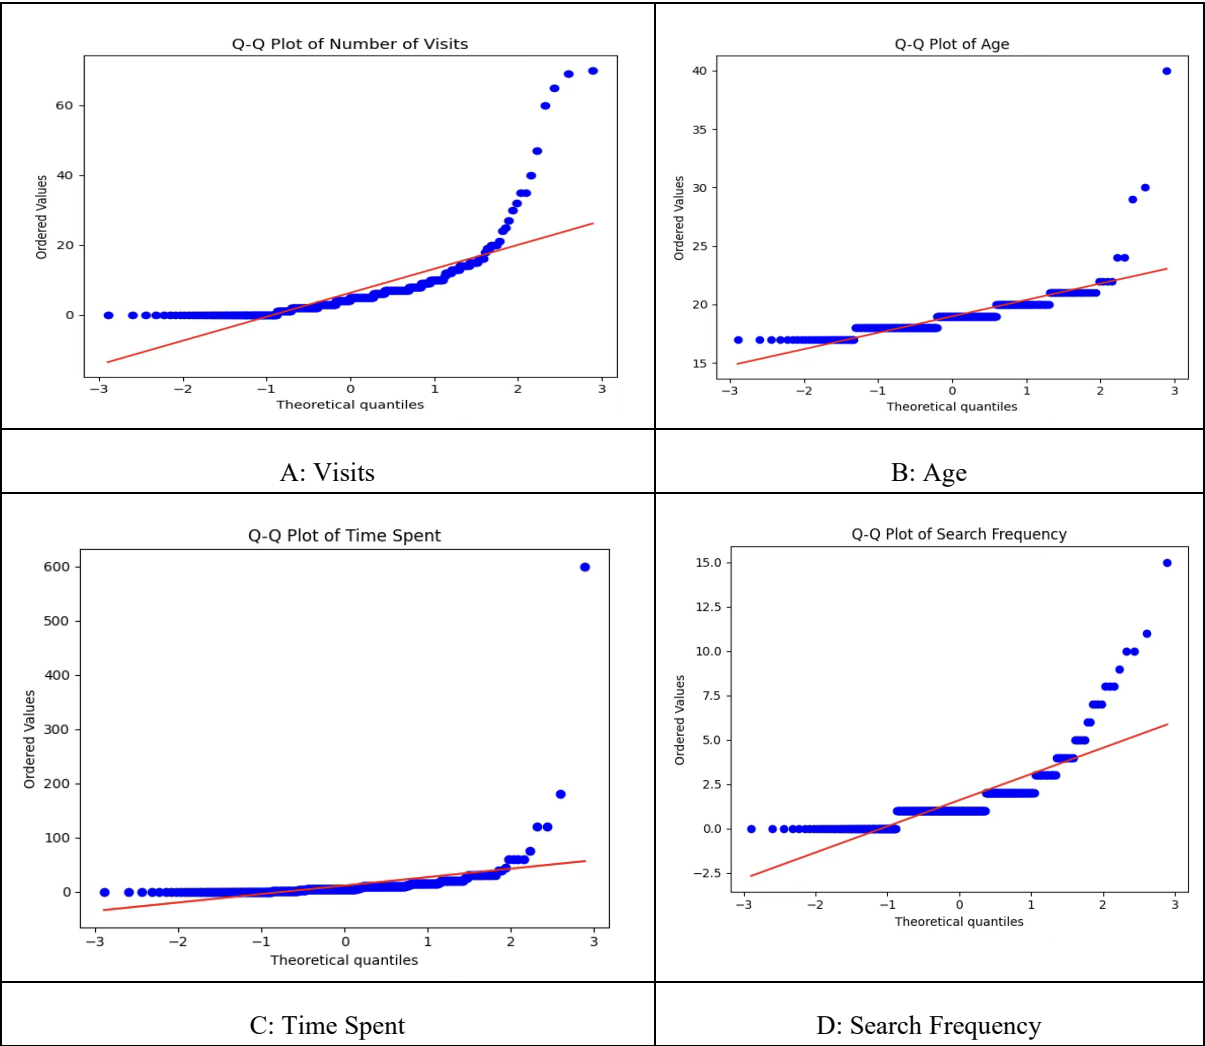 Q-Q Plot of Number of Visits
Ordered Values
60
40
20
0
−3 −2 −1 0 1 2 3
Theoretical quantiles
Q-Q Plot of Age
Ordered Values
40
35
30
25
20
15
−3 −2 −1 0 1 2 3
Theoretical quantiles
A: Visits
B: Age
Q-Q Plot of Time Spent
Ordered Values
600
500
400
300
200
100
0
−3 −2 −1 0 1 2 3
Theoretical quantiles
Q-Q Plot of Search Frequency
Ordered Values
15.0
12.5
10.0
7.5
5.0
2.5
0.0
−2.5
−3 −2 −1 0 1 2 3
Theoretical quantiles
C: Time Spent
D: Search Frequency